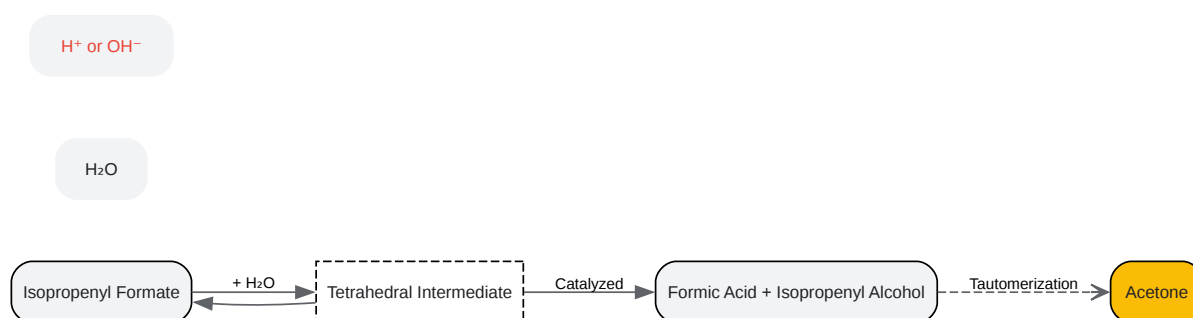 H⁺ or OH⁻
H₂O
Isopropenyl Formate
+ H₂O
Tetrahedral Intermediate
Catalyzed
Formic Acid + Isopropenyl Alcohol
Tautomerization
Acetone